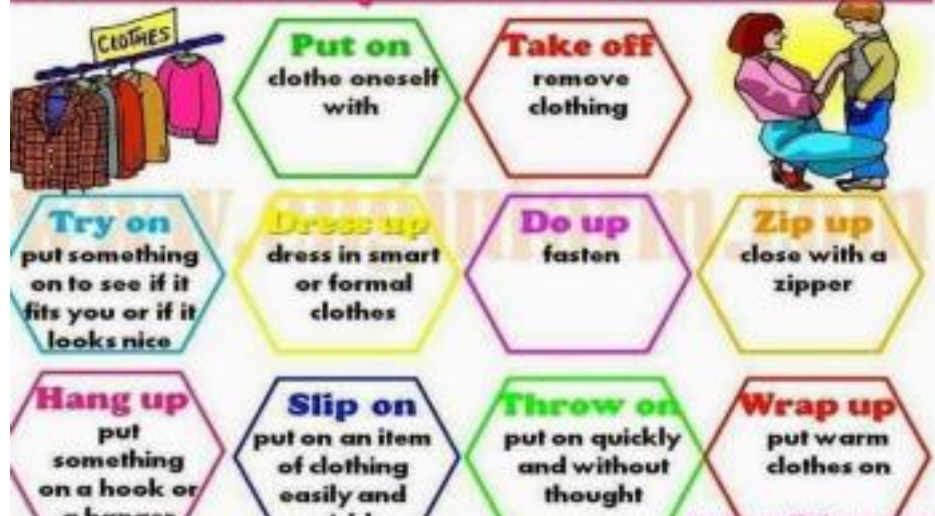 CLOTHES
Put on
clothe oneself
with
Take off
remove
clothing
Try on
put something
on to see if it
fits you or if it
looks nice
Dress up
dress in smart
or formal
clothes
Do up
fasten
Zip up
close with a
zipper
Hang up
put
something
on a hook or
Slip on
put on an item
of clothing
easily and
Throw on
put on quickly
and without
thought
Wrap up
put warm
clothes on